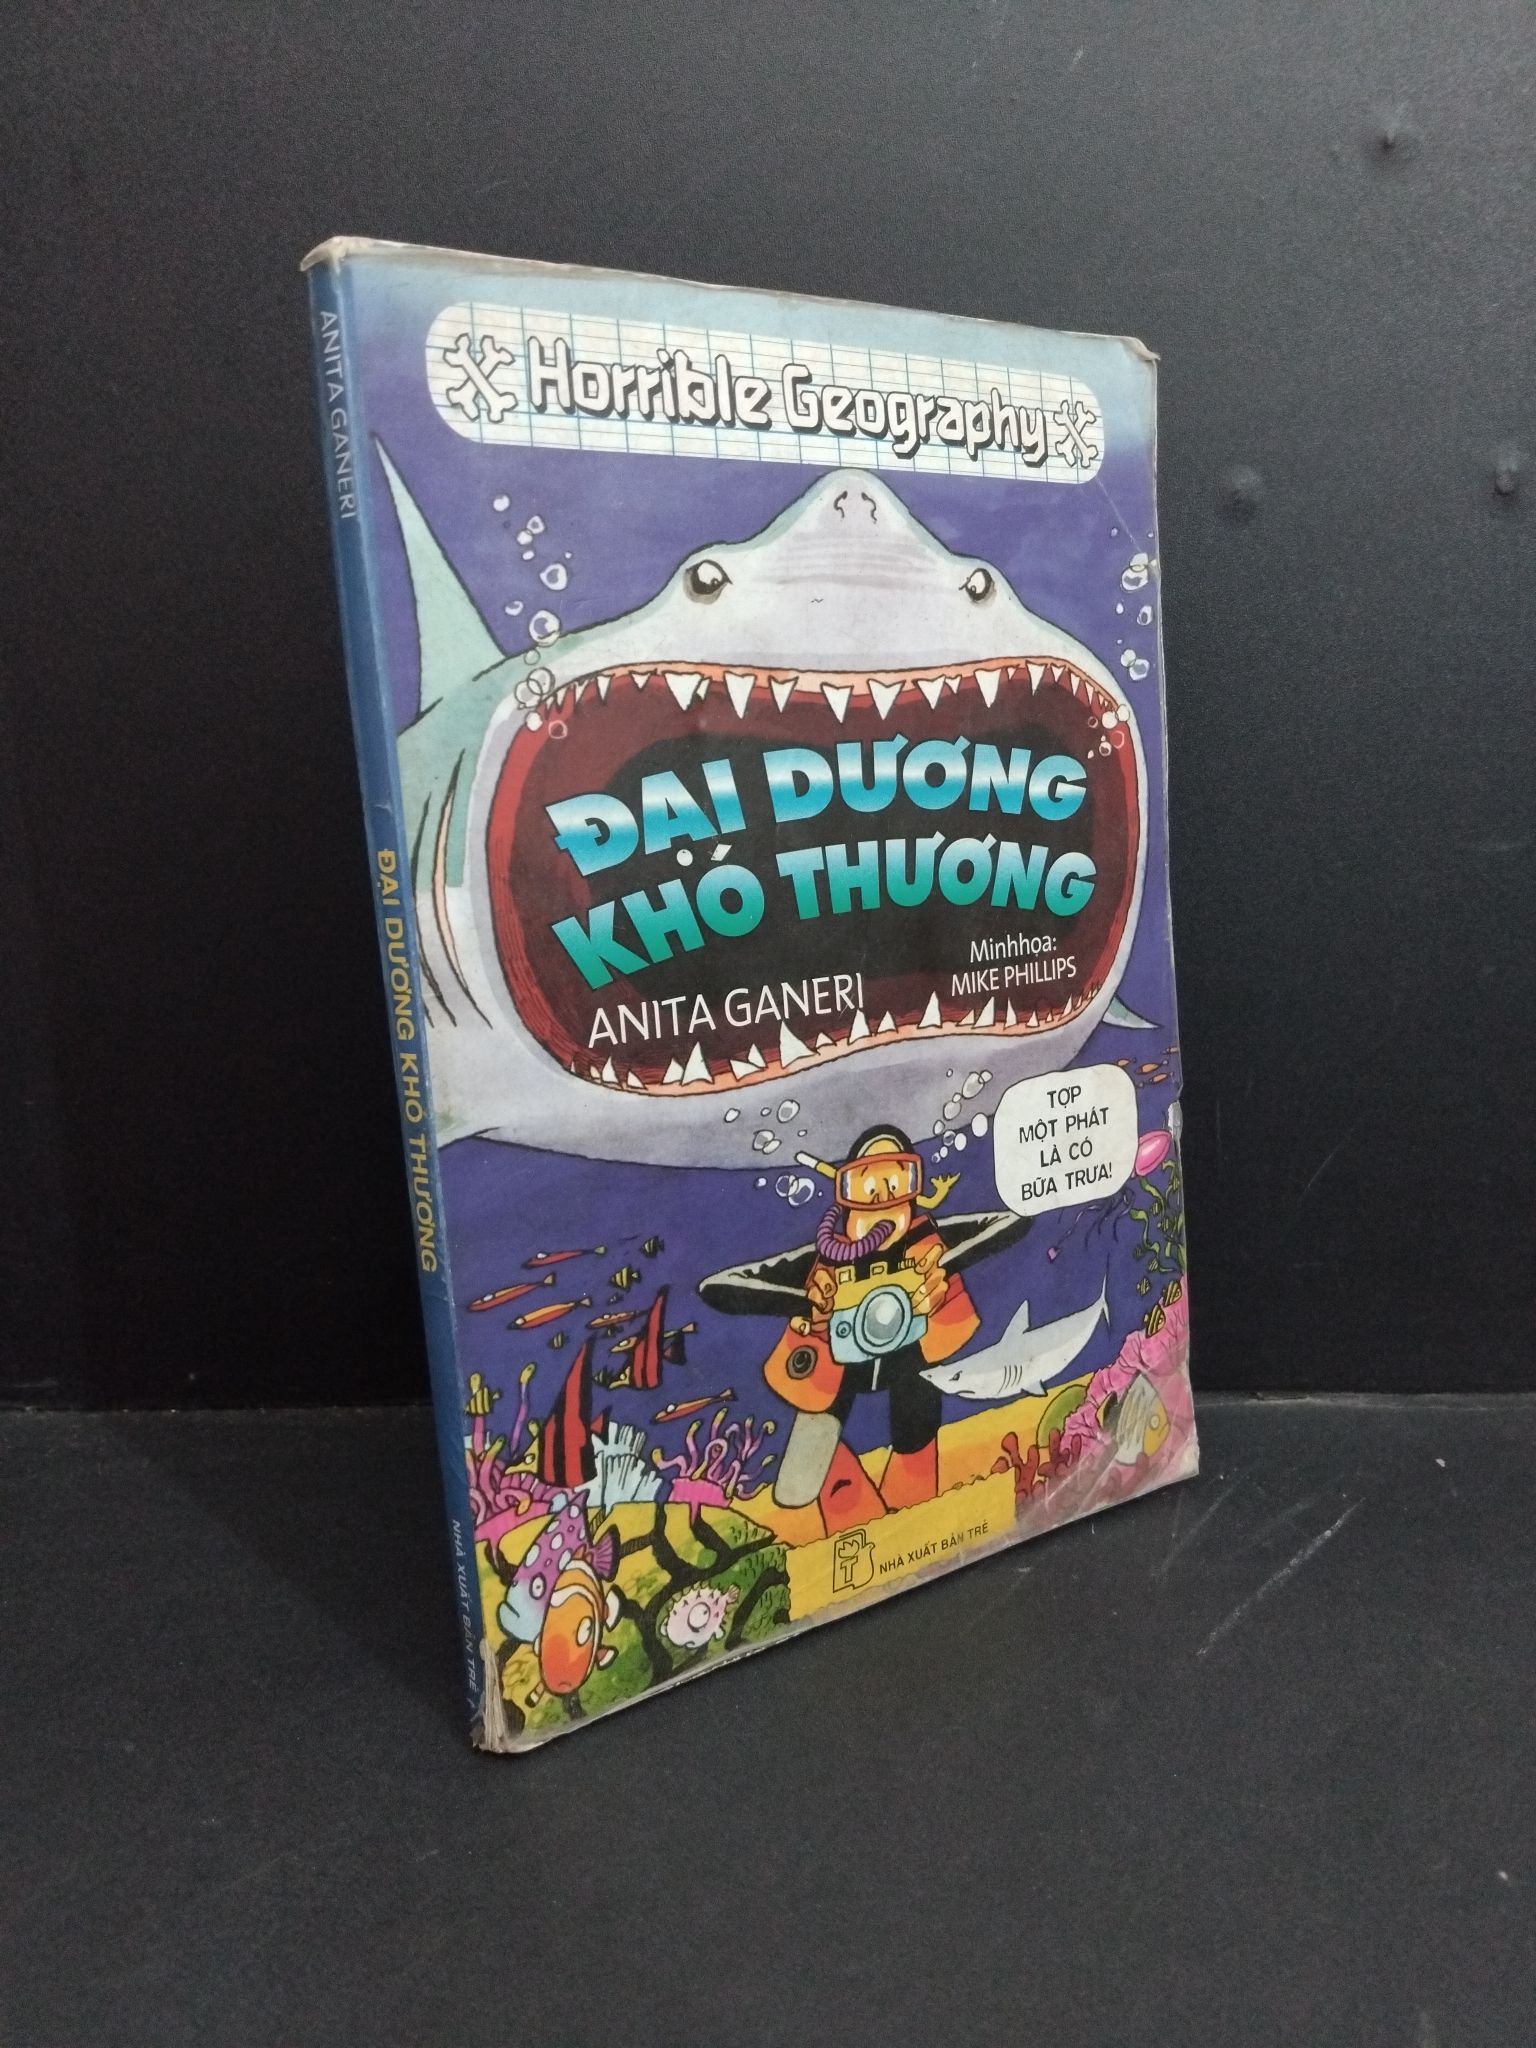 Horrible Geography
ĐẠI DƯƠNG
KHÓ THƯƠNG
ANITA GANERI
Minhhọa:
MIKE PHILLIPS
TỢP
MỘT PHÁT
LÀ CÓ
BỮA TRƯA!
NHÀ XUẤT BẢN TRẺ
ANITA GANERI
ĐẠI DƯƠNG KHÓ THƯƠNG
NHÀ XUẤT BẢN TRẺ